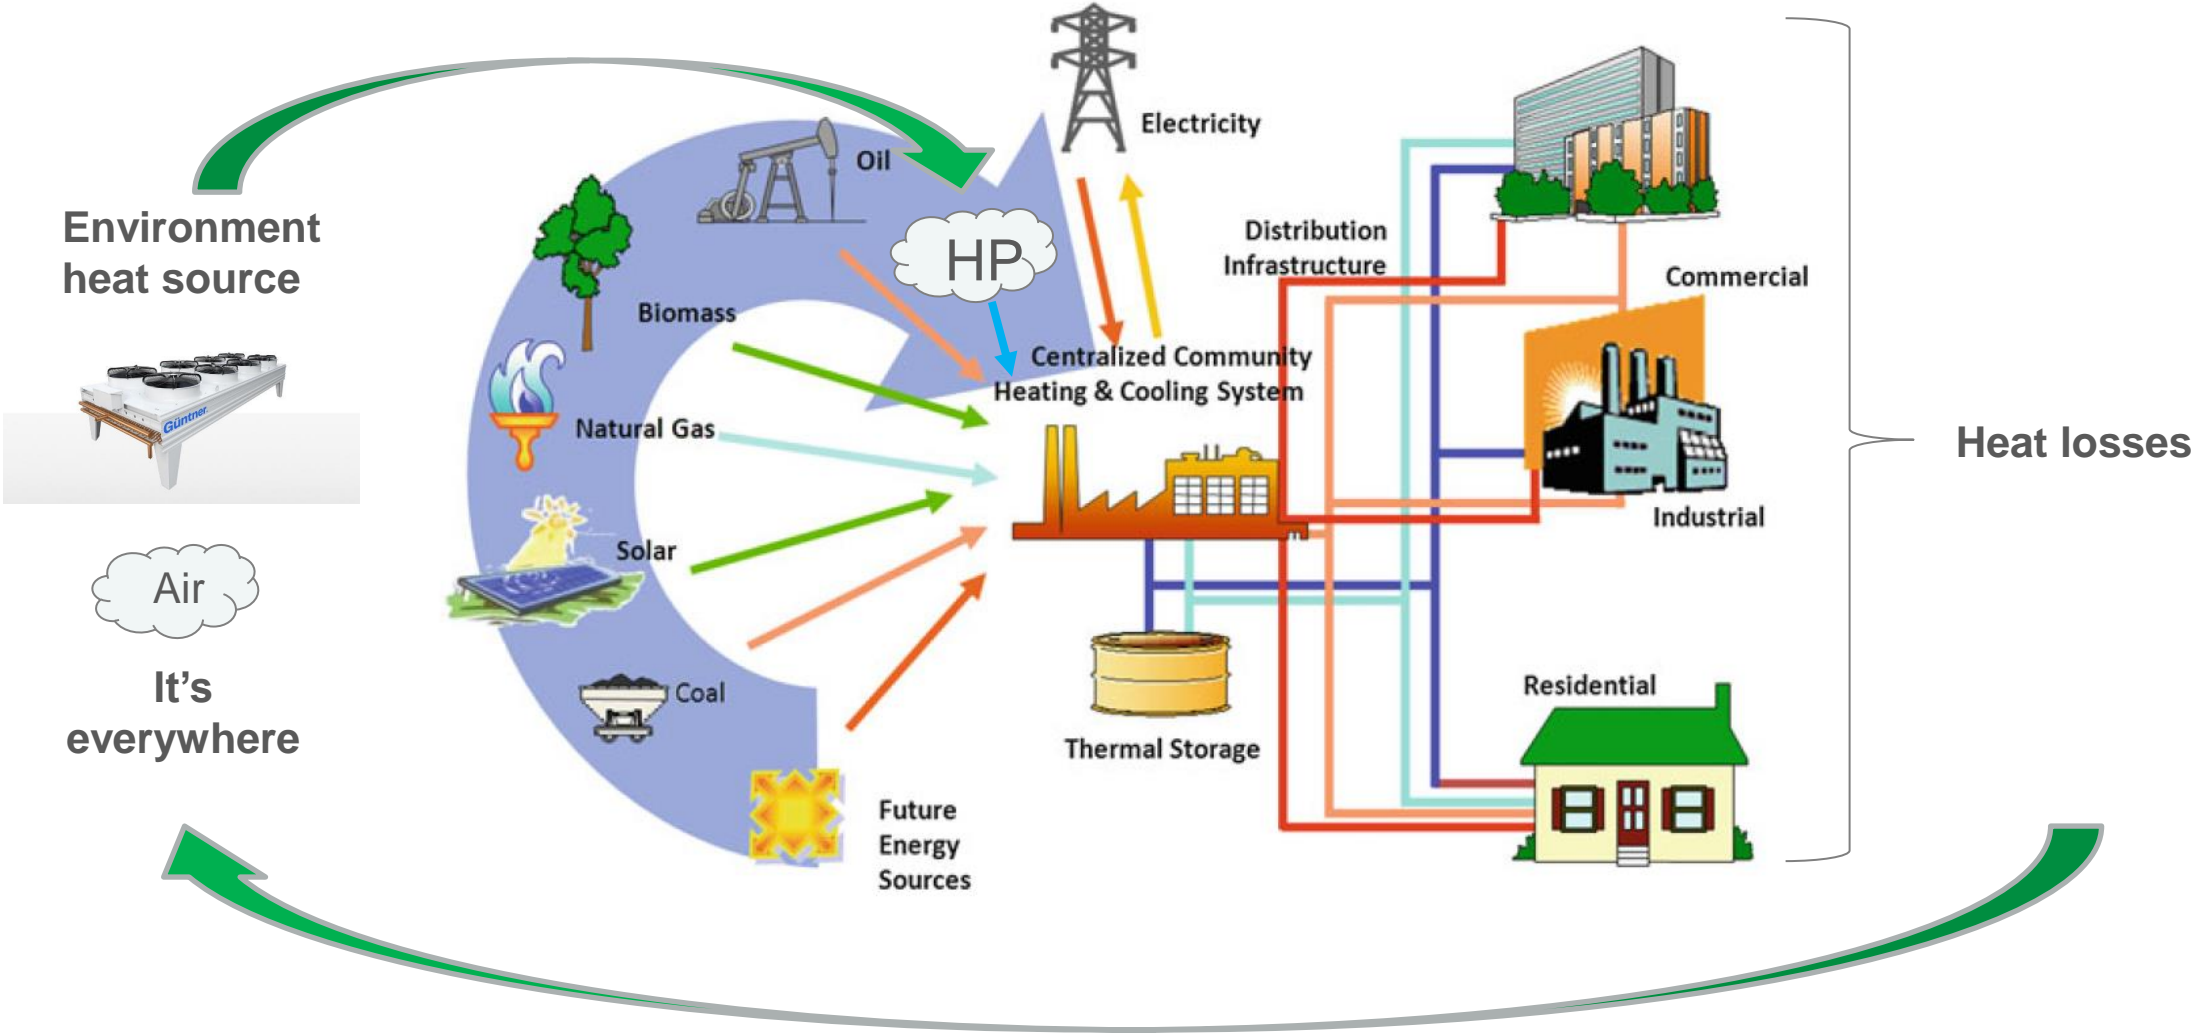 Environment
heat source
Güntner
Air
It's
everywhere
Oil
Biomass
Natural Gas
Solar
Coal
Future
Energy
Sources
HP
Electricity
Centralized Community
Heating & Cooling System
Thermal Storage
Distribution
Infrastructure
Commercial
Industrial
Residential
Heat losses